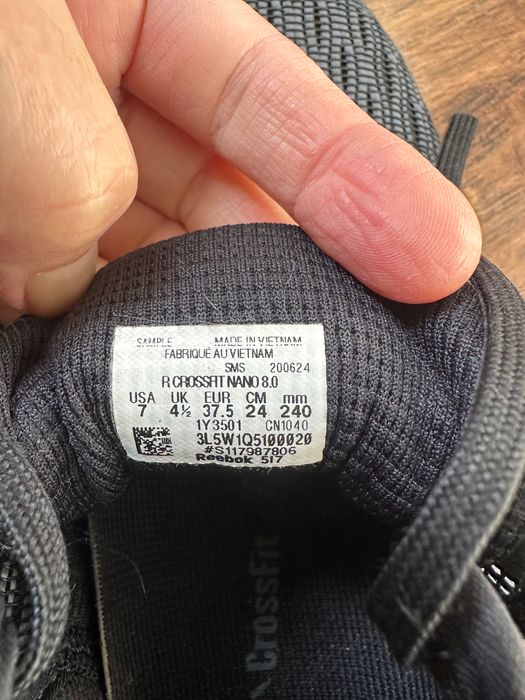 SAMPLE MADE IN VIETNAM
FABRIQUÉ AU VIETNAM
SMS 200624
R CROSSFIT NANO 8.0
USA UK EUR CM mm
7 4½ 37.5 24 240
1Y3501 CN1040
3L5W1Q5100020
#S117987806
Reebok 517
CrossFit